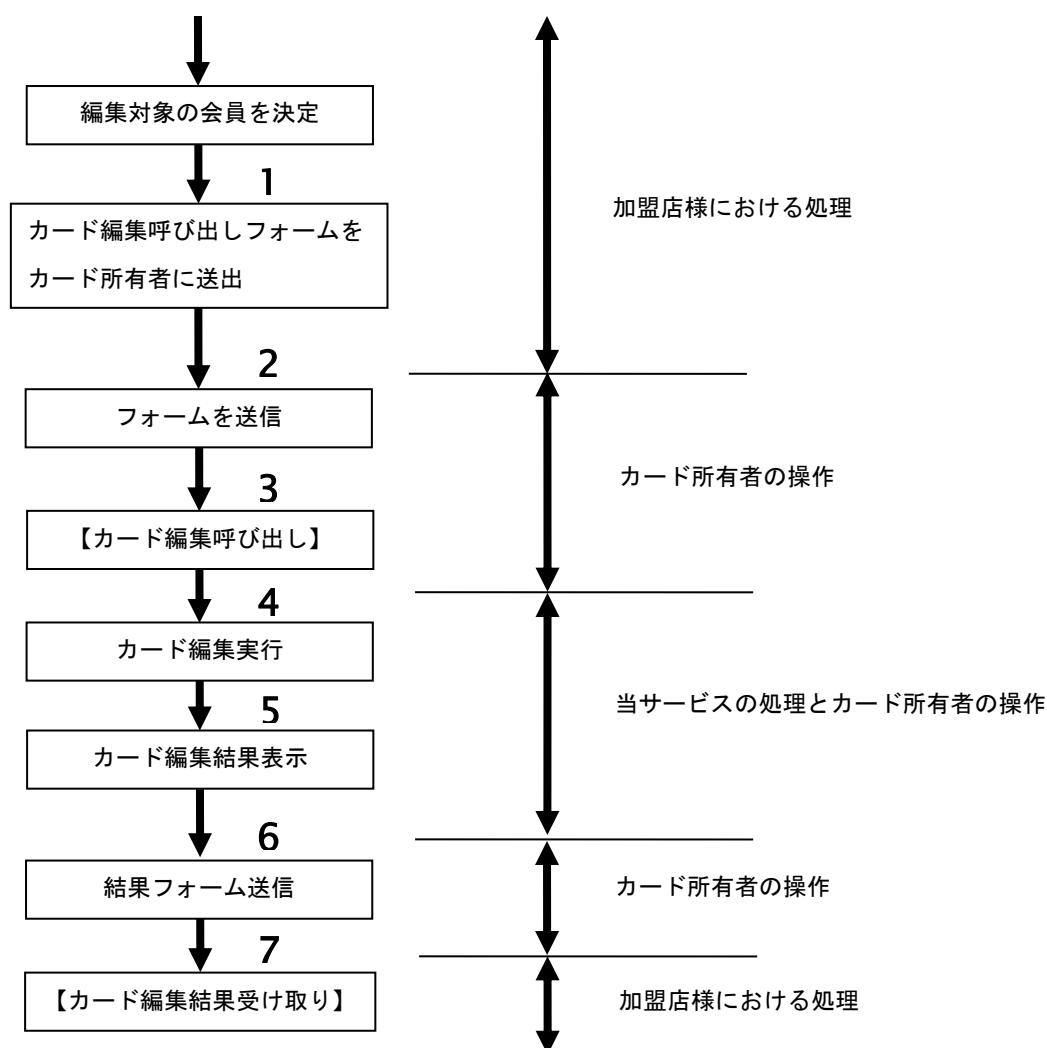 編集対象の会員を決定
1
カード編集呼び出しフォームを
カード所有者に送出
加盟店様における処理
2
フォームを送信
カード所有者の操作
3
【カード編集呼び出し】
4
カード編集実行
5
当サービスの処理とカード所有者の操作
カード編集結果表示
6
結果フォーム送信
カード所有者の操作
7
【カード編集結果受け取り】
加盟店様における処理